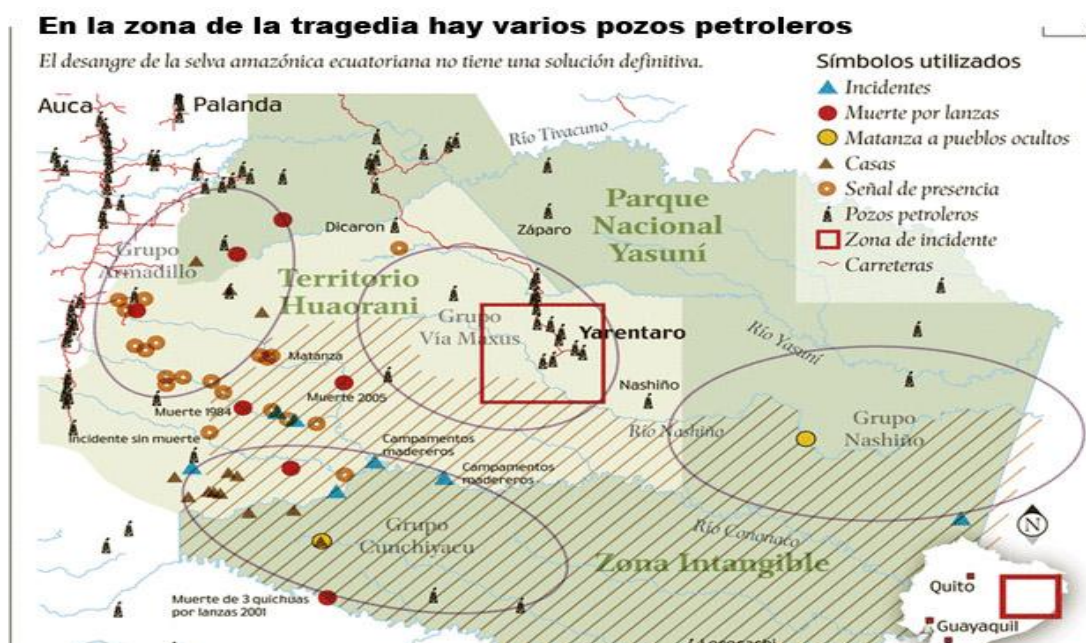 En la zona de la tragedia hay varios pozos petroleros
El desangre de la selva amazónica ecuatoriana no tiene una solución definitiva.
Símbolos utilizados
Incidentes
Muerte por lanzas
Matanza a pueblos ocultos
Casas
Señal de presencia
Pozos petroleros
Zona de incidente
Carreteras
Auca
Palanda
Río Tivacuno
Parque
Nacional
Yasuní
Dicaron
Záparo
Grupo
Armadillo
Territorio
Huaorani
Grupo
Vía Maxus
Yarentaro
Río Yasuní
Matanza
Nashiño
Muerte 2005
Muerte 1984
Río Nashiño
Grupo
Nashiño
Incidente sin muerte
Campamentos
madereros
Campamentos
madereros
Grupo
Cunchiyacu
Río Cononaco
Zona Intangible
N
Muerte de 3 quichuas
por lanzas 2001
Quito
Guayaquil